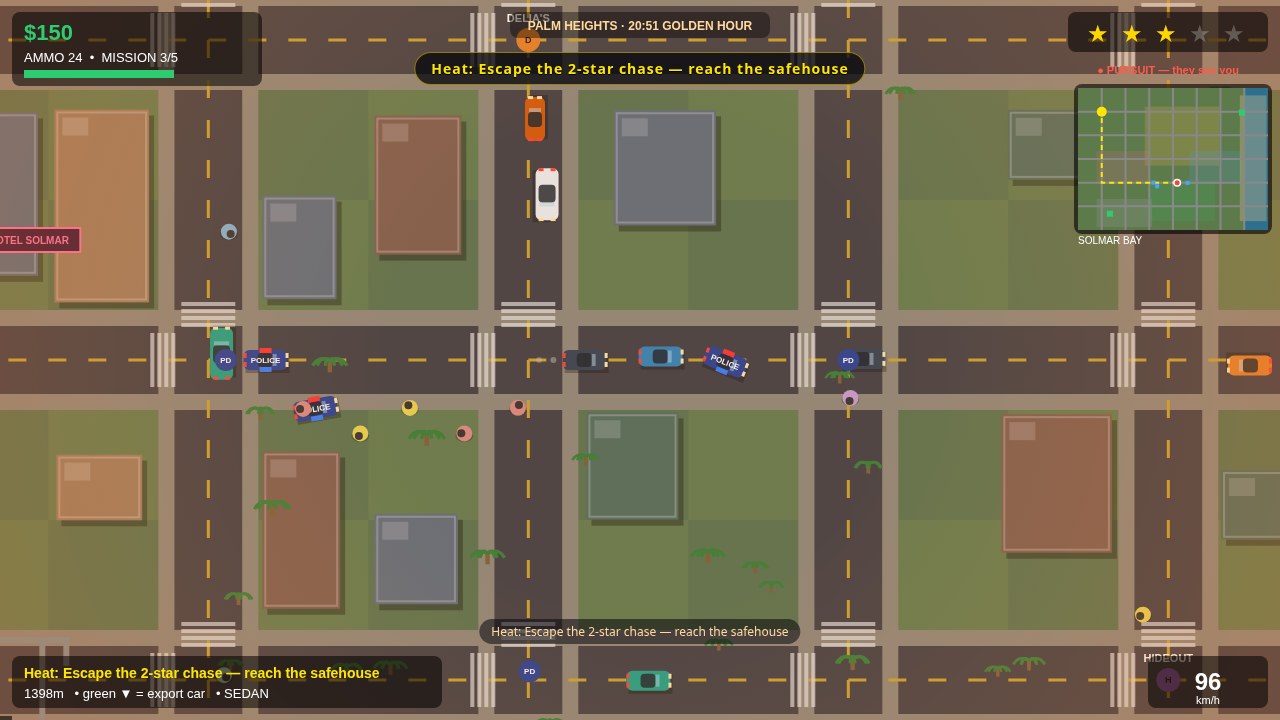 $150
AMMO 24 • MISSION 3/5
DELIA'S
D
PALM HEIGHTS · 20:51 GOLDEN HOUR
Heat: Escape the 2-star chase — reach the safehouse
● PURSUIT — they see you
SOLMAR BAY
OTEL SOLMAR
PD
POLICE
POLICE
POLICE
PD
Heat: Escape the 2-star chase — reach the safehouse
PD
HIDEOUT
H
96
km/h
Heat: Escape the 2-star chase — reach the safehouse
1398m • green ▼ = export car • SEDAN